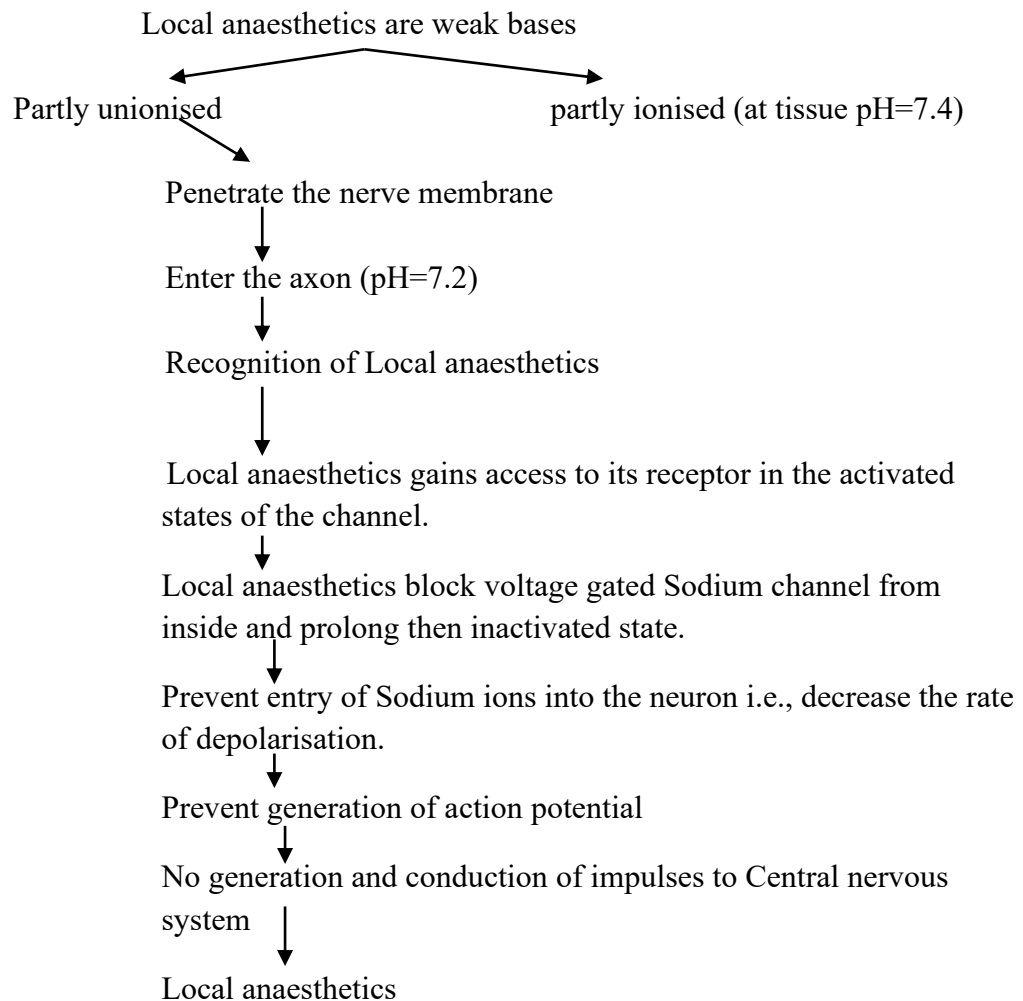 Local anaesthetics are weak bases
Partly unionised
partly ionised (at tissue pH=7.4)
Penetrate the nerve membrane
Enter the axon (pH=7.2)
Recognition of Local anaesthetics
Local anaesthetics gains access to its receptor in the activated
states of the channel.
Local anaesthetics block voltage gated Sodium channel from
inside and prolong then inactivated state.
Prevent entry of Sodium ions into the neuron i.e., decrease the rate
of depolarisation.
Prevent generation of action potential
No generation and conduction of impulses to Central nervous
system
Local anaesthetics